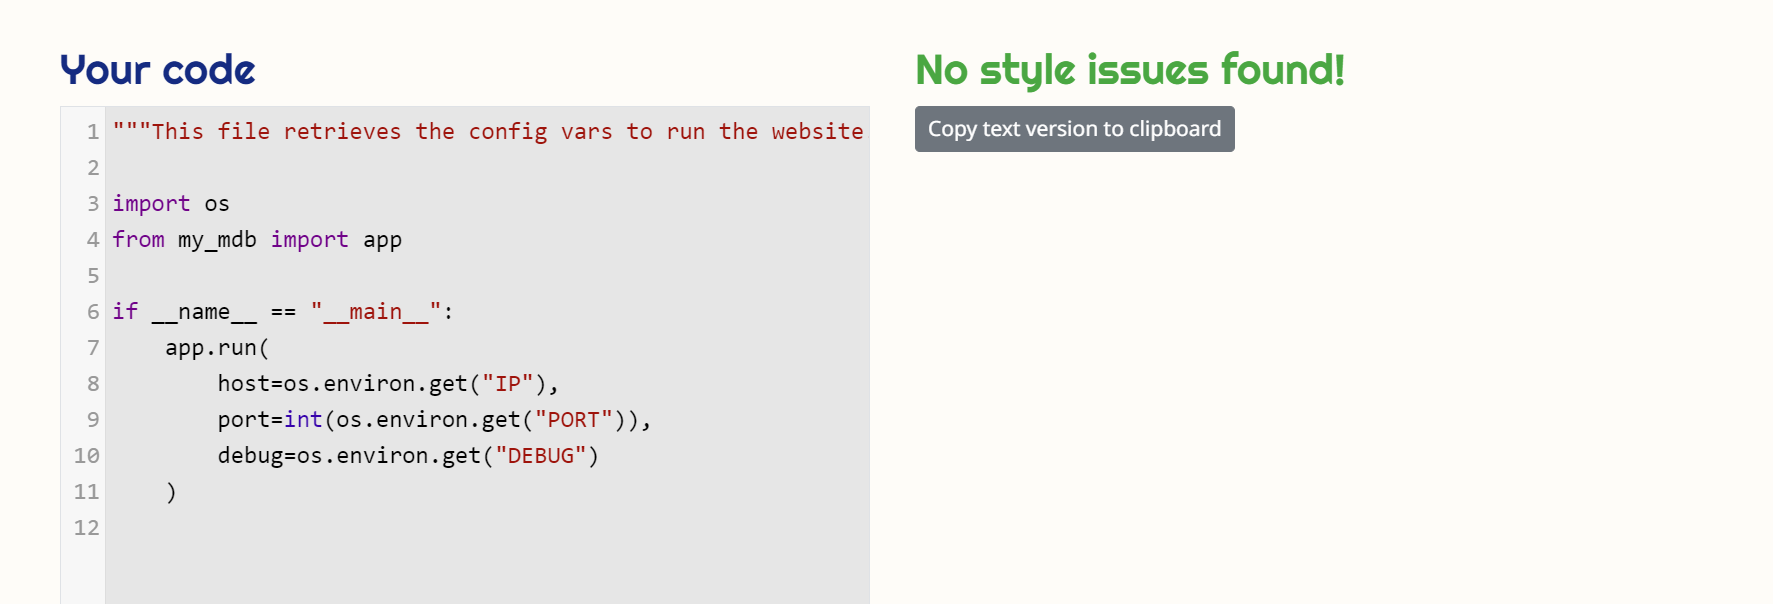 Your code
1 """This file retrieves the config vars to run the website
2
3 import os
4 from my_mdb import app
5
6 if __name__ == "__main__":
7     app.run(
8         host=os.environ.get("IP"),
9         port=int(os.environ.get("PORT")),
10         debug=os.environ.get("DEBUG")
11     )
12
No style issues found!
Copy text version to clipboard